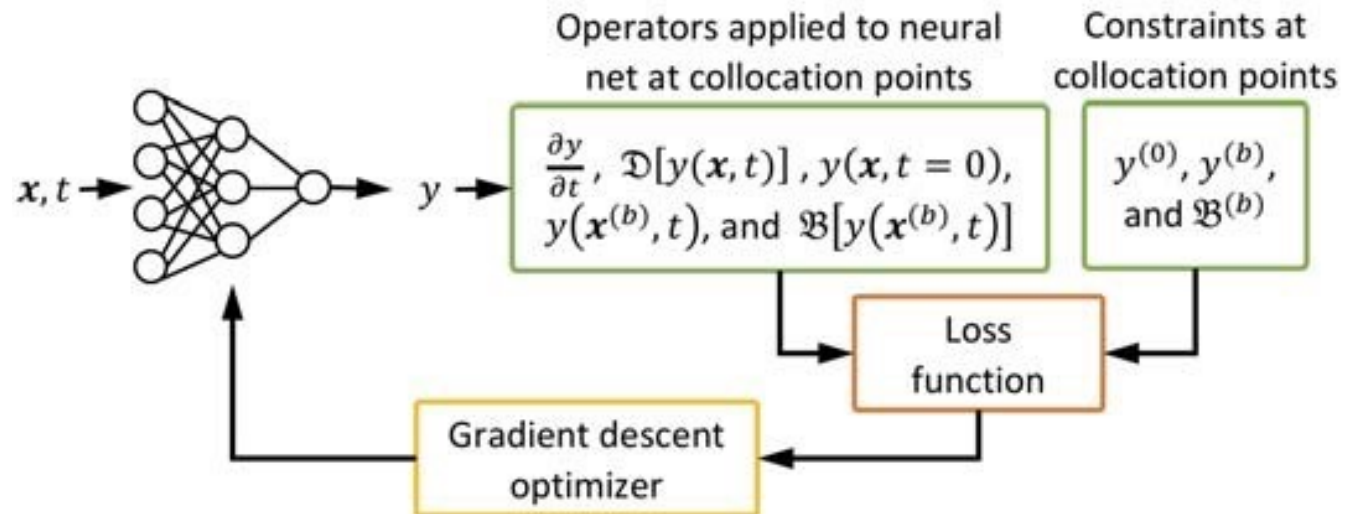 Operators applied to neural
net at collocation points
Constraints at
collocation points
𝒙, t
y
∂y/∂t, 𝔇[y(𝒙, t)], y(𝒙, t = 0),
y(𝒙⁽ᵇ⁾, t), and 𝔅[y(𝒙⁽ᵇ⁾, t)]
y⁽⁰⁾, y⁽ᵇ⁾,
and 𝔅⁽ᵇ⁾
Loss
function
Gradient descent
optimizer